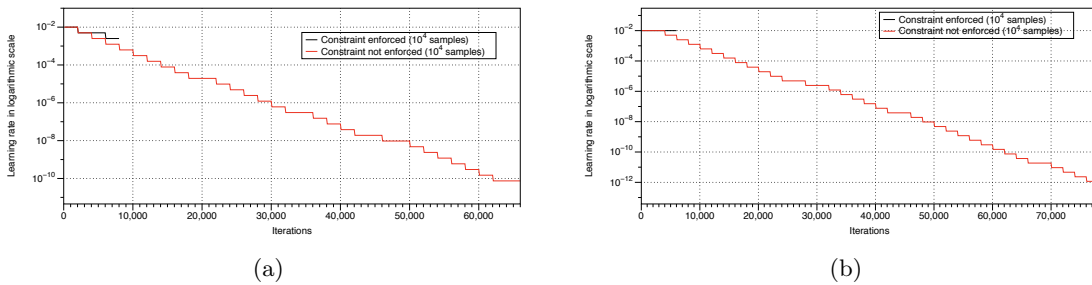 Learning rate in logarithmic scale
10⁻²
10⁻⁴
10⁻⁶
10⁻⁸
10⁻¹⁰
Constraint enforced (10⁴ samples)
Constraint not enforced (10⁴ samples)
0
10,000
20,000
30,000
40,000
50,000
60,000
Iterations
(a)
Learning rate in logarithmic scale
10⁻²
10⁻⁴
10⁻⁶
10⁻⁸
10⁻¹⁰
10⁻¹²
Constraint enforced (10⁴ samples)
Constraint not enforced (10⁴ samples)
0
10,000
20,000
30,000
40,000
50,000
60,000
70,000
Iterations
(b)